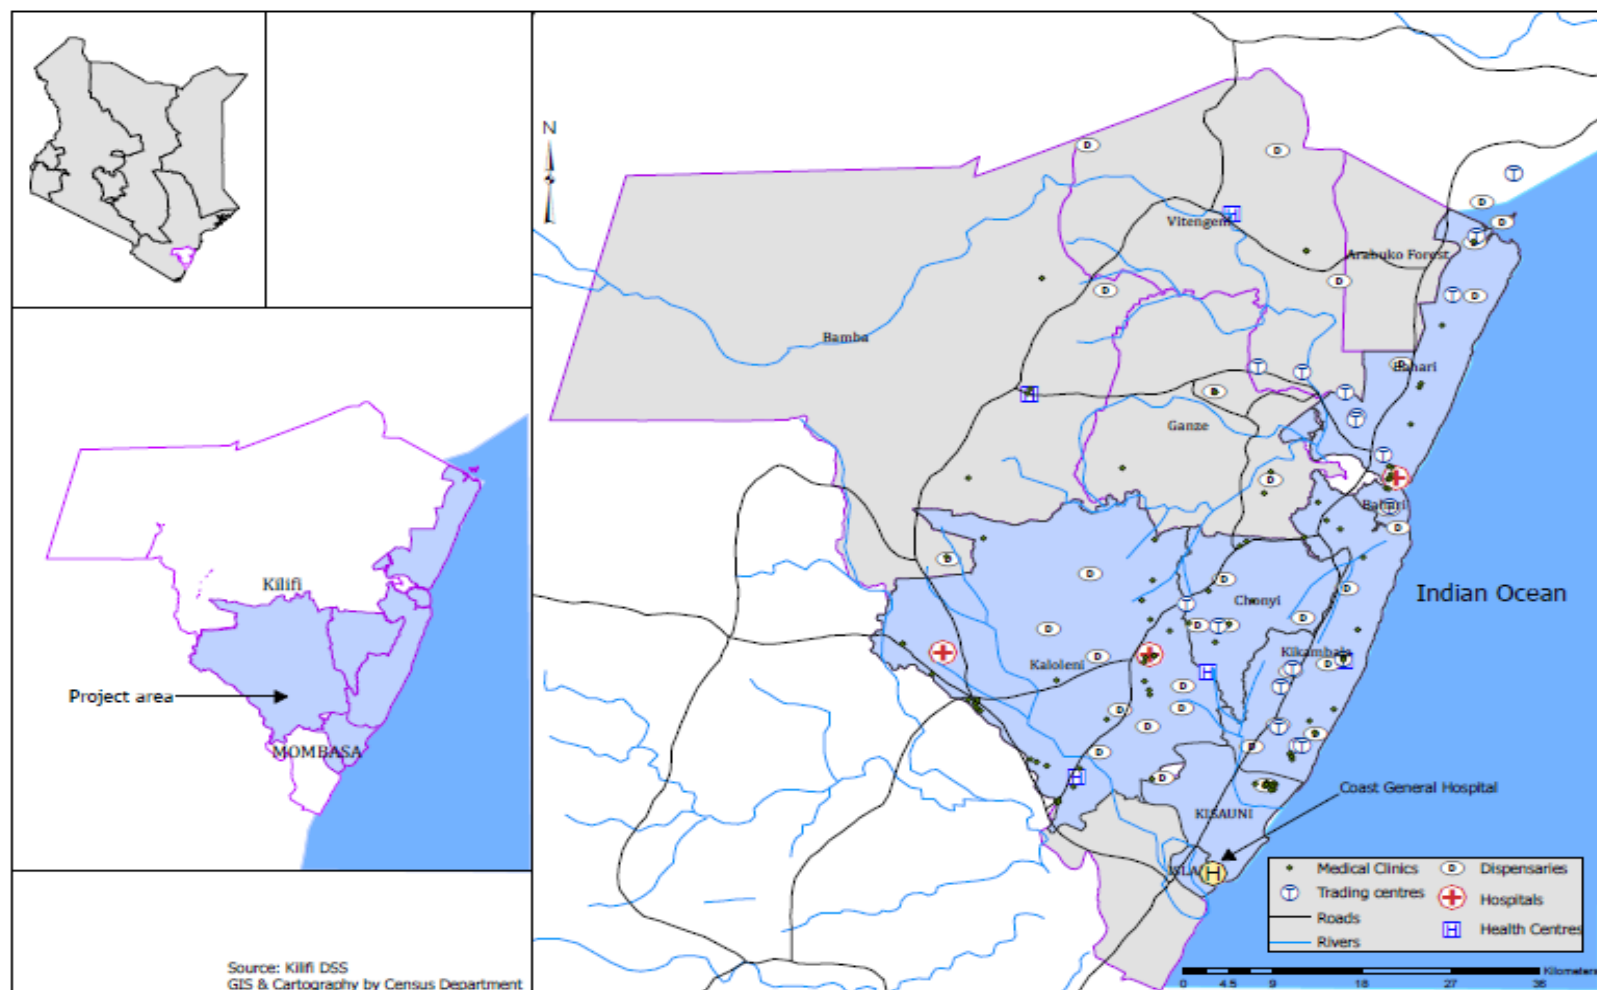 N
Vitengeni
Arabuko Forest
Bamba
Bahari
Ganze
Bahari
Indian Ocean
Chonyi
Kikambala
Kaloleni
Kilifi
Project area
MOMBASA
Coast General Hospital
KISAUNI
Medical Clinics
Dispensaries
Trading centres
Hospitals
Roads
Health Centres
Rivers
Source: Kilifi DSS
GIS & Cartography by Census Department
Kilometers
0 4.5 9 18 27 36